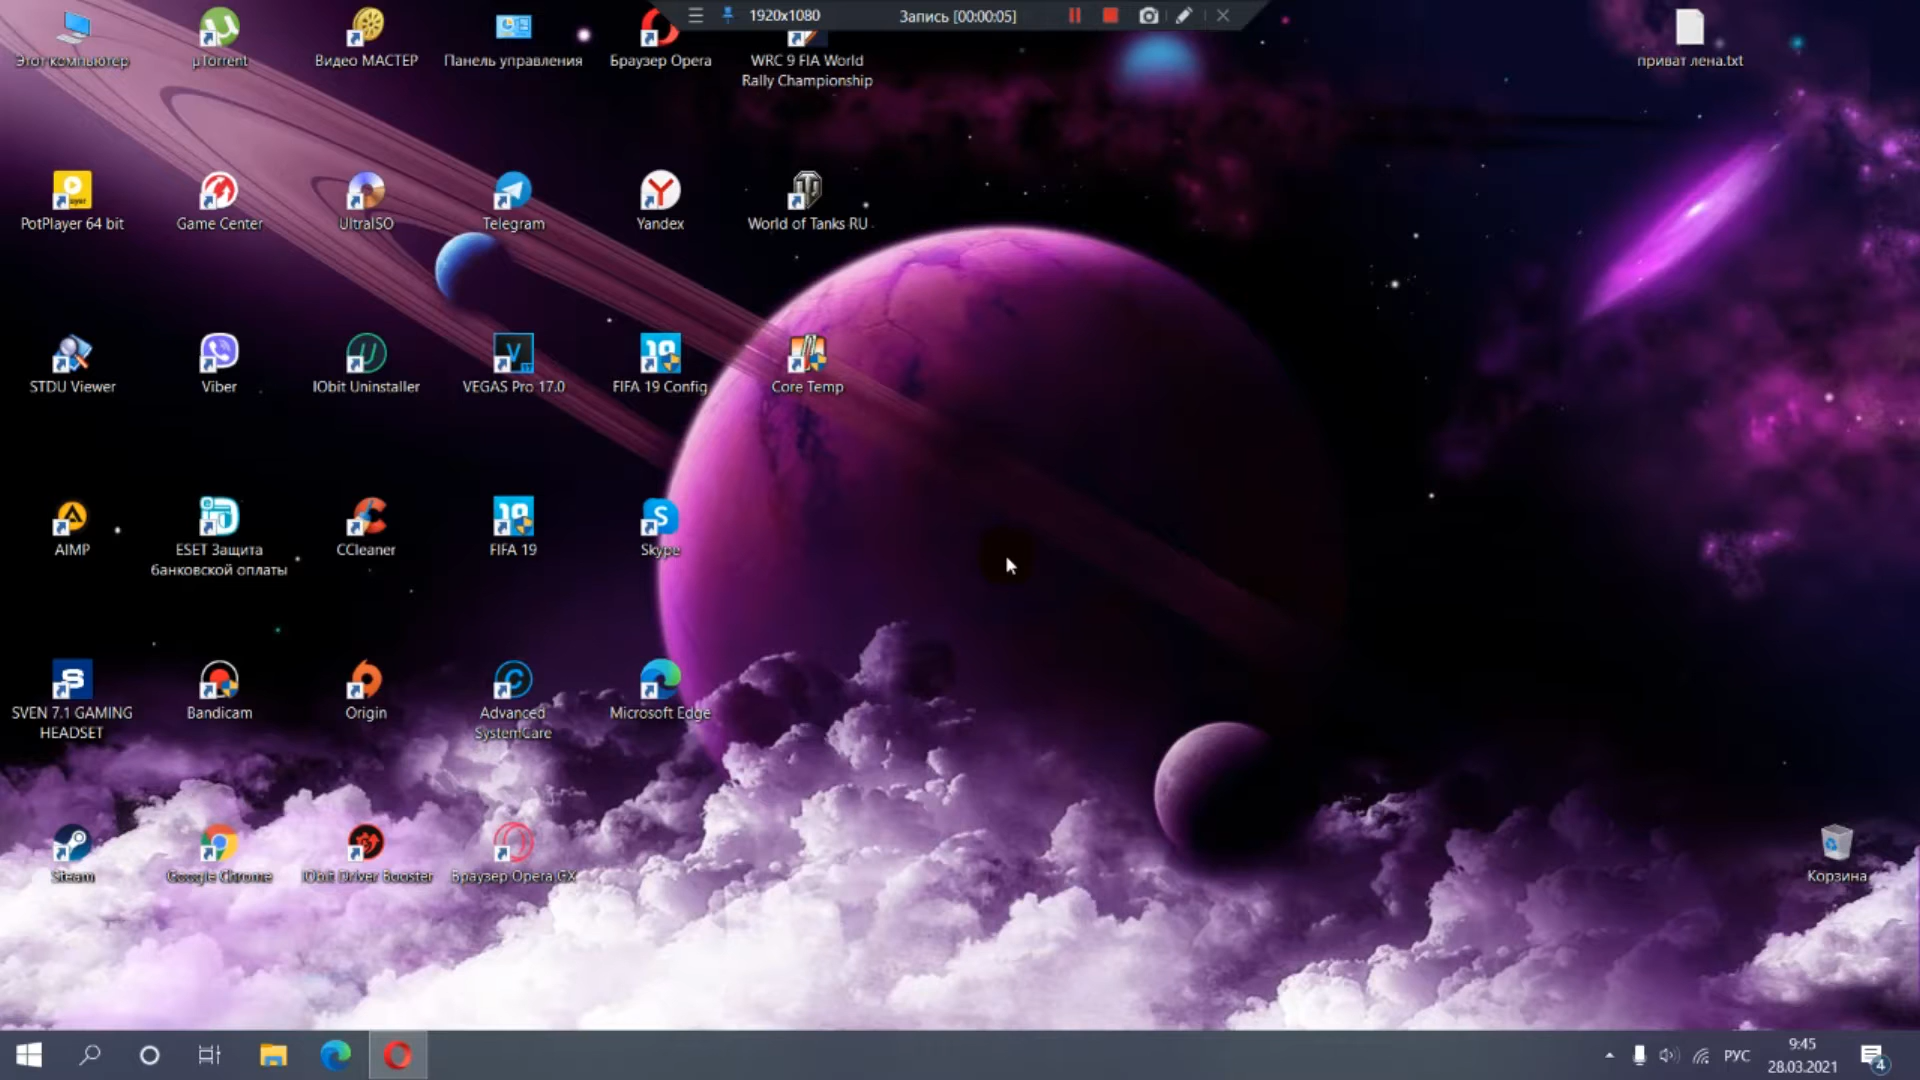 1920x1080
Запись [00:00:05]
Этот компьютер
µTorrent
Видео МАСТЕР
Панель управления
Браузер Opera
WRC 9 FIA World
Rally Championship
приват лена.txt
PotPlayer 64 bit
Game Center
UltraISO
Telegram
Yandex
World of Tanks RU
STDU Viewer
Viber
IObit Uninstaller
VEGAS Pro 17.0
FIFA 19 Config
Core Temp
AIMP
ESET Защита
банковской оплаты
CCleaner
FIFA 19
Skype
SVEN 7.1 GAMING
HEADSET
Bandicam
Origin
Advanced
SystemCare
Microsoft Edge
Steam
Google Chrome
IObit Driver Booster
Браузер Opera GX
Корзина
РУС
9:45
28.03.2021
4